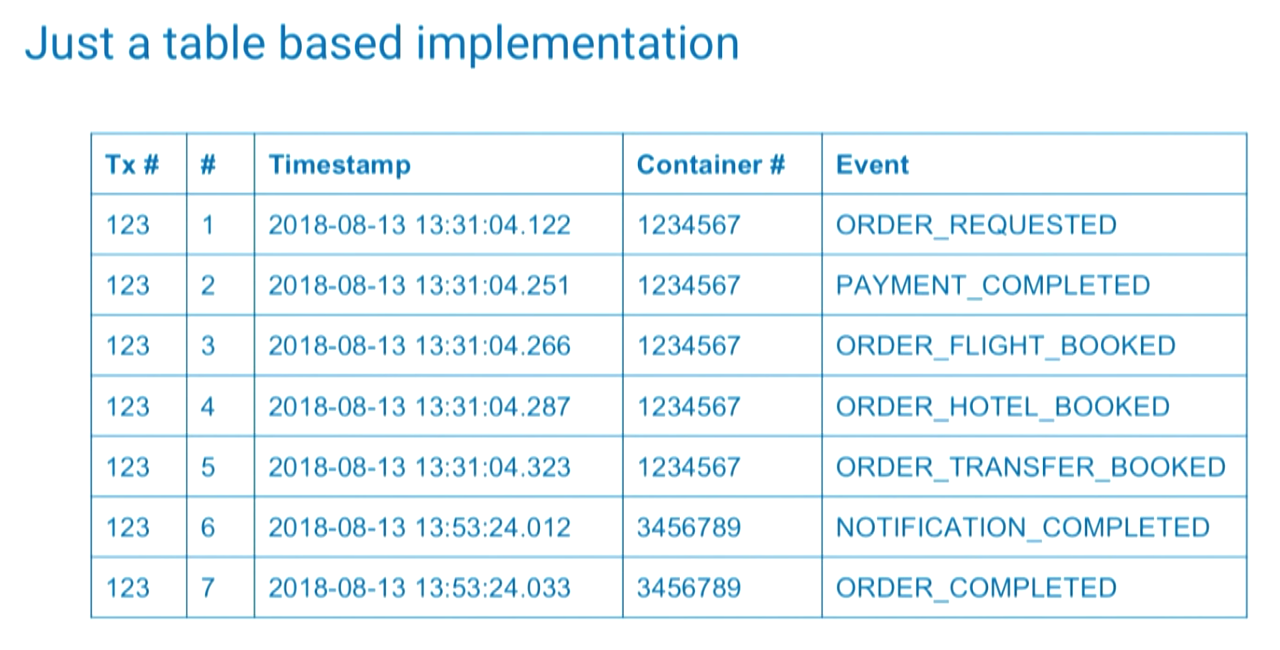 Just a table based implementation
Tx # # Timestamp Container # Event
123 1 2018-08-13 13:31:04.122 1234567 ORDER_REQUESTED
123 2 2018-08-13 13:31:04.251 1234567 PAYMENT_COMPLETED
123 3 2018-08-13 13:31:04.266 1234567 ORDER_FLIGHT_BOOKED
123 4 2018-08-13 13:31:04.287 1234567 ORDER_HOTEL_BOOKED
123 5 2018-08-13 13:31:04.323 1234567 ORDER_TRANSFER_BOOKED
123 6 2018-08-13 13:53:24.012 3456789 NOTIFICATION_COMPLETED
123 7 2018-08-13 13:53:24.033 3456789 ORDER_COMPLETED